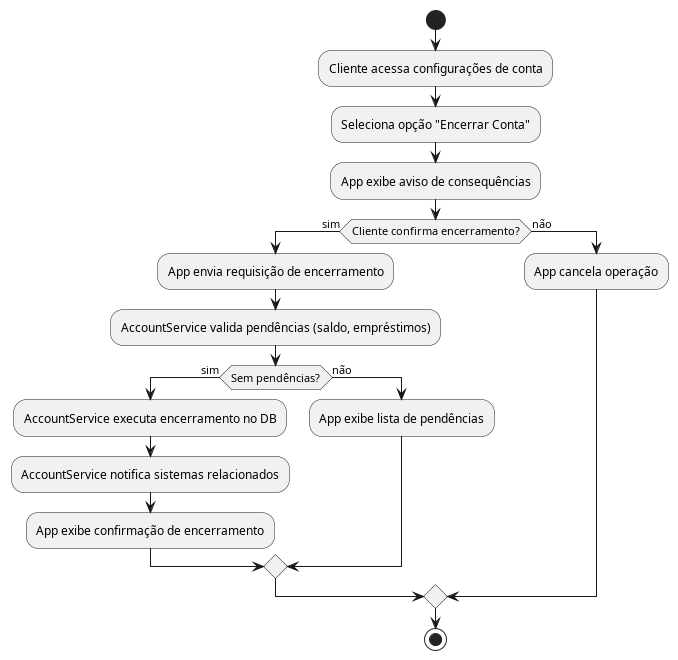 Cliente acessa configurações de conta
Seleciona opção "Encerrar Conta"
App exibe aviso de consequências
sim
Cliente confirma encerramento?
não
App envia requisição de encerramento
App cancela operação
AccountService valida pendências (saldo, empréstimos)
sim
Sem pendências?
não
AccountService executa encerramento no DB
App exibe lista de pendências
AccountService notifica sistemas relacionados
App exibe confirmação de encerramento